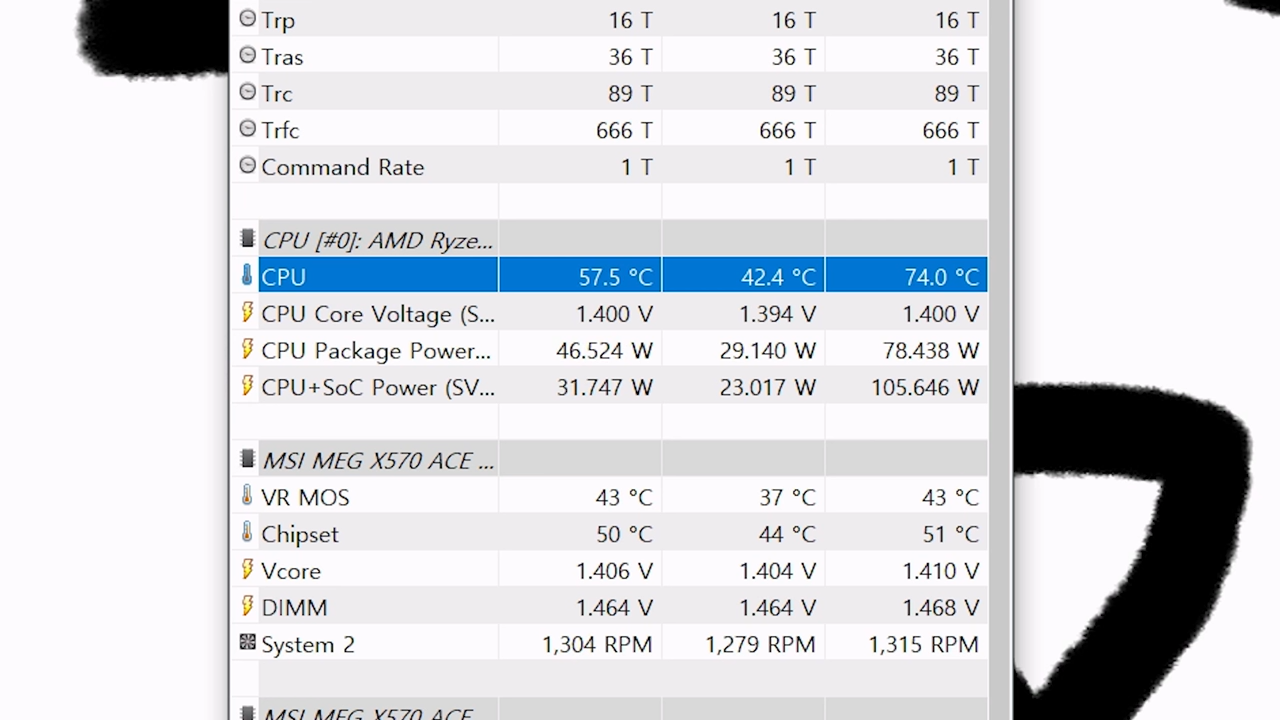 Trp 16 T 16 T 16 T
Tras 36 T 36 T 36 T
Trc 89 T 89 T 89 T
Trfc 666 T 666 T 666 T
Command Rate 1 T 1 T 1 T
CPU [#0]: AMD Ryze...
CPU 57.5 °C 42.4 °C 74.0 °C
CPU Core Voltage (S... 1.400 V 1.394 V 1.400 V
CPU Package Power... 46.524 W 29.140 W 78.438 W
CPU+SoC Power (SV... 31.747 W 23.017 W 105.646 W
MSI MEG X570 ACE ...
VR MOS 43 °C 37 °C 43 °C
Chipset 50 °C 44 °C 51 °C
Vcore 1.406 V 1.404 V 1.410 V
DIMM 1.464 V 1.464 V 1.468 V
System 2 1,304 RPM 1,279 RPM 1,315 RPM
MSI MEG X570 ACE